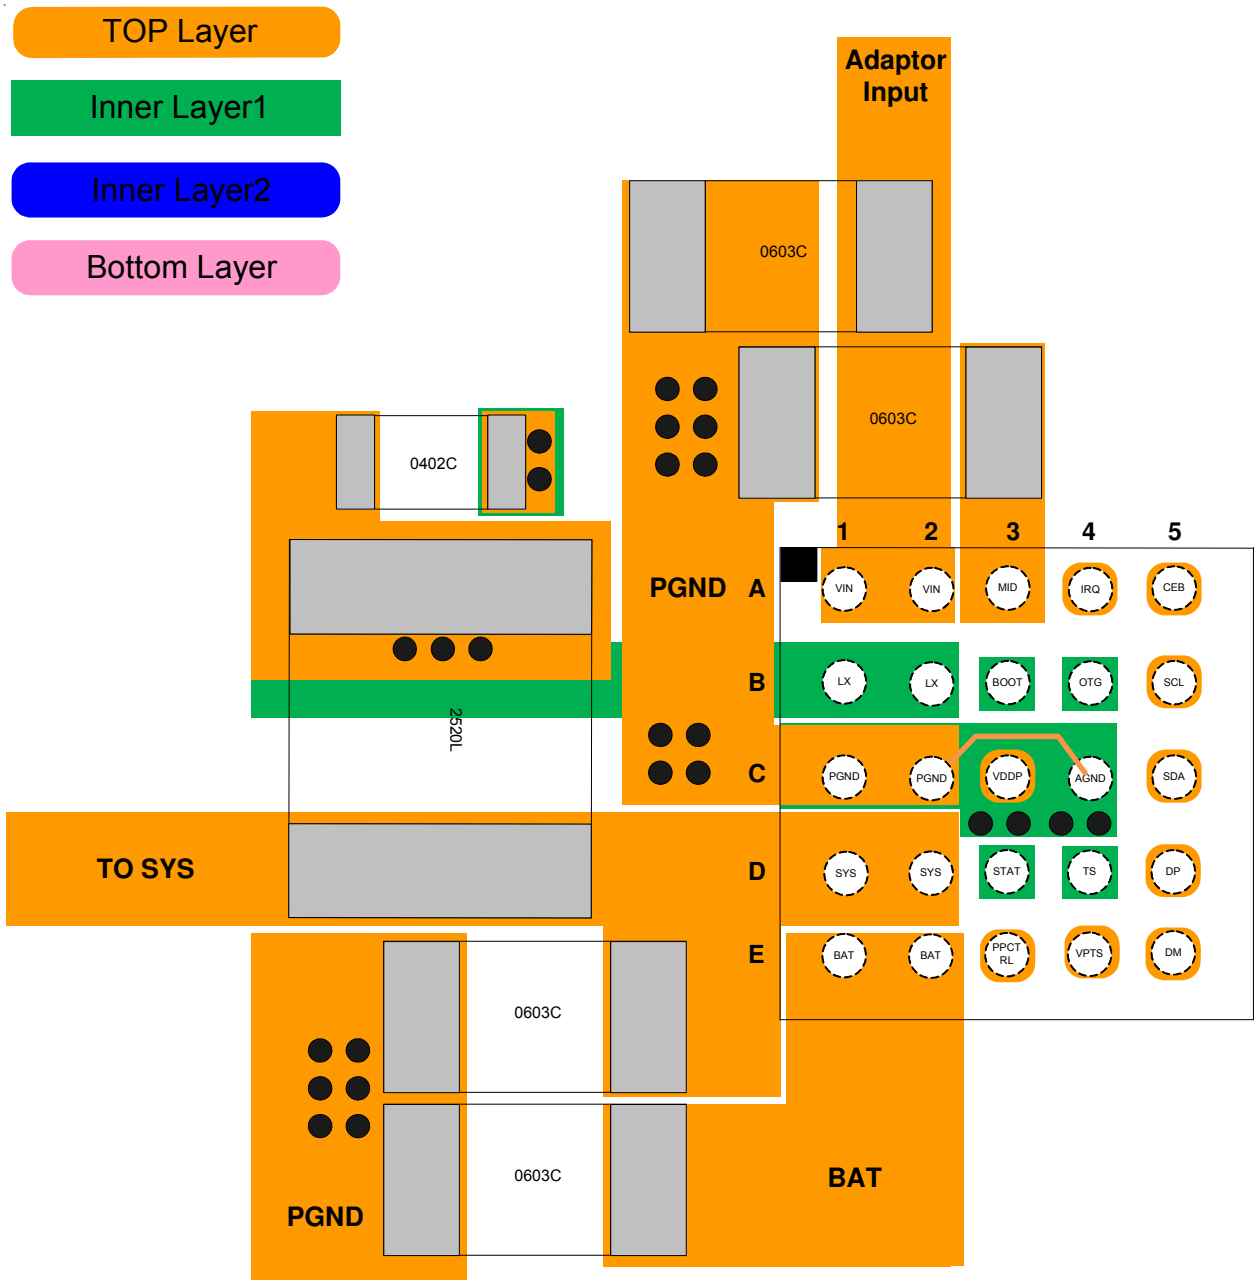 TOP Layer
Inner Layer1
Inner Layer2
Bottom Layer
Adaptor
Input
0603C
0603C
0402C
1 2 3 4 5
PGND A VIN VIN MID IRQ CEB
B LX LX BOOT OTG SCL
2520L
C PGND PGND VDDP AGND SDA
TO SYS D SYS SYS STAT TS DP
E BAT BAT PPCT
RL VPTS DM
0603C
0603C
BAT
PGND